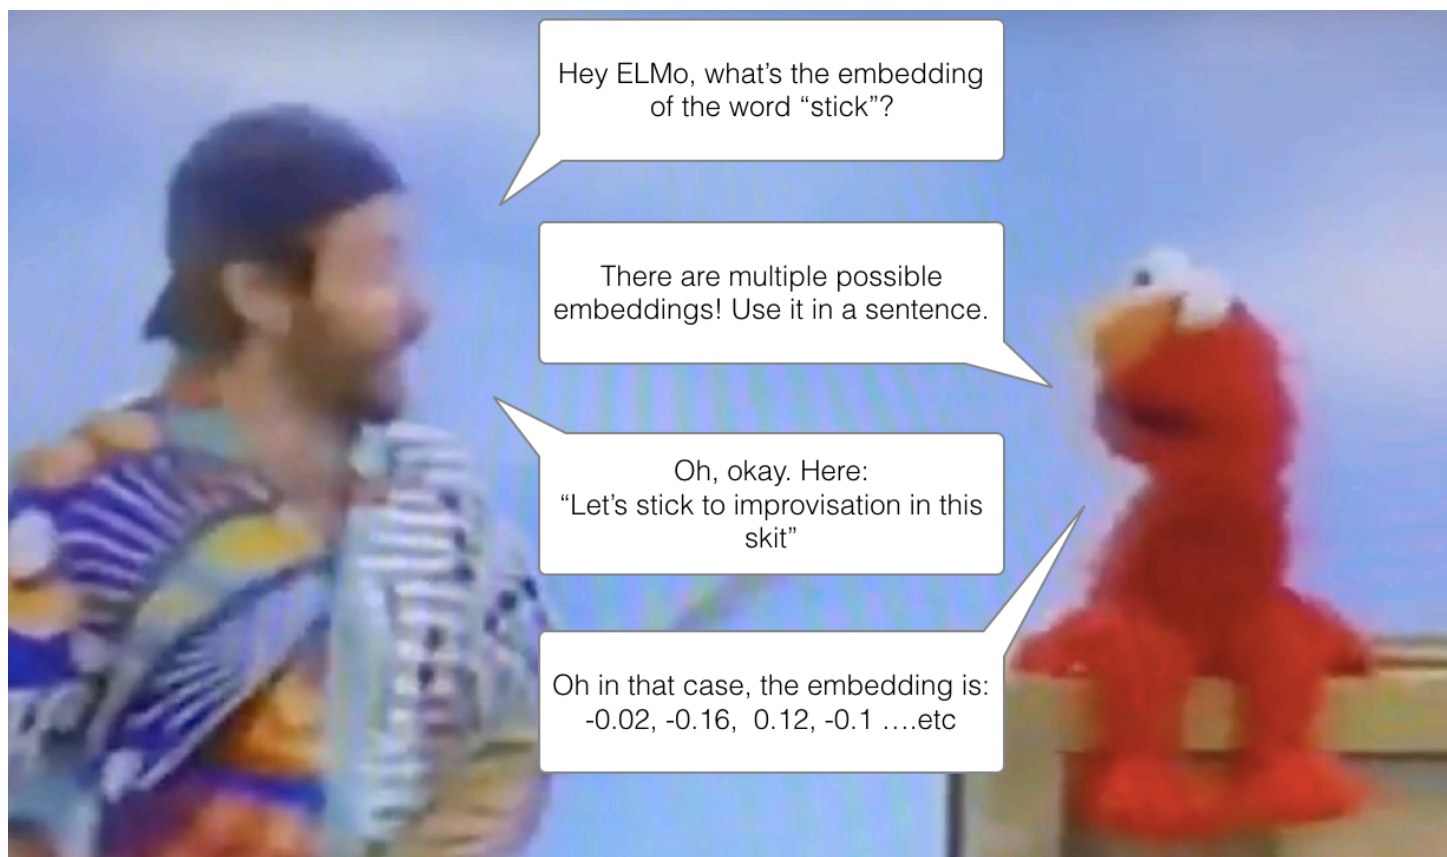 Hey ELMo, what’s the embedding
of the word “stick”?
There are multiple possible
embeddings! Use it in a sentence.
Oh, okay. Here:
“Let’s stick to improvisation in this
skit”
Oh in that case, the embedding is:
-0.02, -0.16,  0.12, -0.1 ….etc